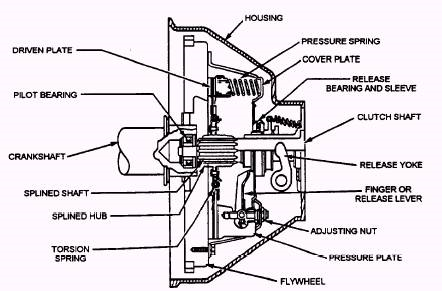 HOUSING
DRIVEN PLATE
PRESSURE SPRING
COVER PLATE
RELEASE
BEARING AND SLEEVE
PILOT BEARING
CLUTCH SHAFT
CRANKSHAFT
RELEASE YOKE
SPLINED SHAFT
FINGER OR
RELEASE LEVER
SPLINED HUB
ADJUSTING NUT
TORSION
SPRING
PRESSURE PLATE
FLYWHEEL